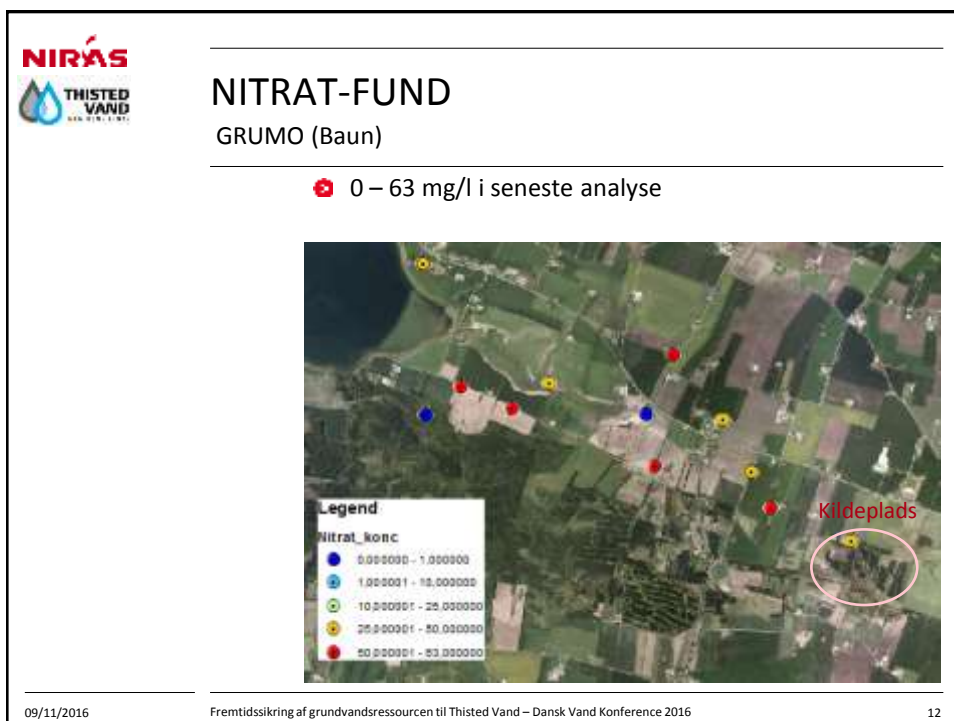 NIRAS
THISTED
VAND
NITRAT-FUND
GRUMO (Baun)
0 – 63 mg/l i seneste analyse
Kildeplads
Legend
Nitrat_konc
0,000000 - 1,000000
1,000001 - 10,000000
10,000001 - 25,000000
25,000001 - 50,000000
50,000001 - 63,000000
09/11/2016
Fremtidssikring af grundvandsressourcen til Thisted Vand – Dansk Vand Konference 2016
12